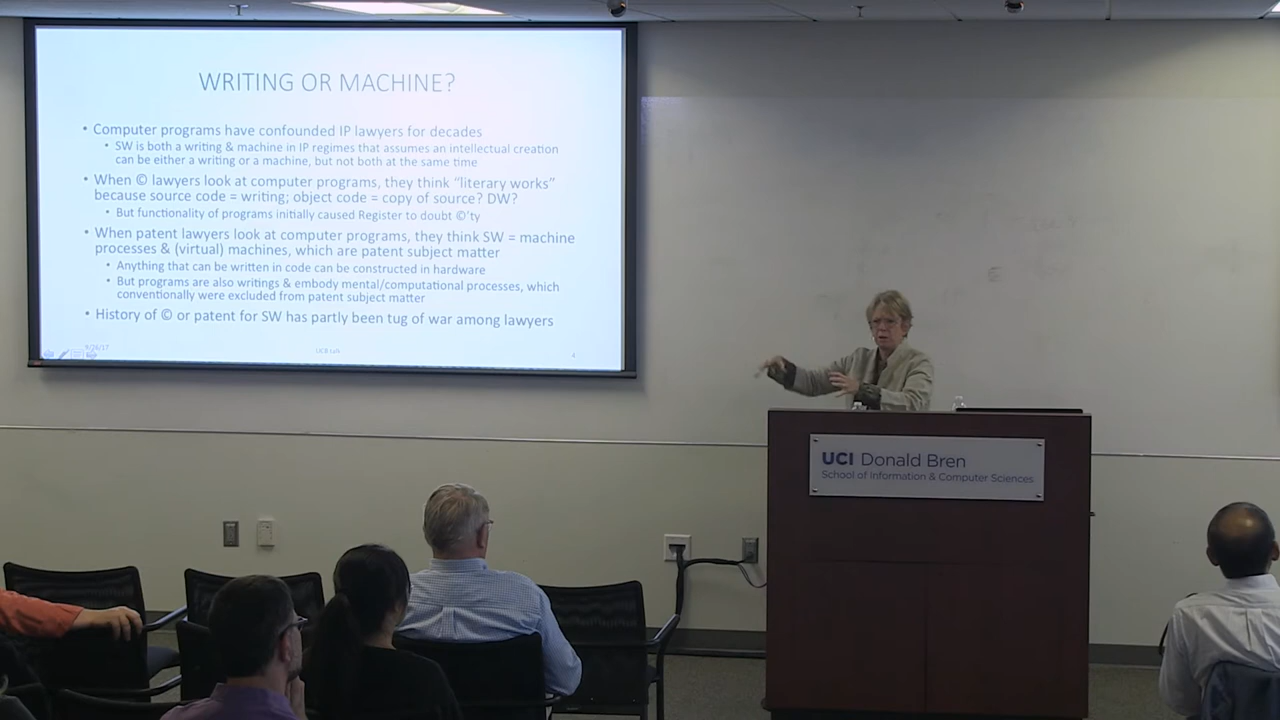 WRITING OR MACHINE?
• Computer programs have confounded IP lawyers for decades
• SW is both a writing & machine in IP regimes that assumes an intellectual creation
can be either a writing or a machine, but not both at the same time
• When © lawyers look at computer programs, they think “literary works”
because source code = writing; object code = copy of source? DW?
• But functionality of programs initially caused Register to doubt ©’ty
• When patent lawyers look at computer programs, they think SW = machine
processes & (virtual) machines, which are patent subject matter
• Anything that can be written in code can be constructed in hardware
• But programs are also writings & embody mental/computational processes, which
conventionally were excluded from patent subject matter
• History of © or patent for SW has partly been tug of war among lawyers
9/26/17
UCB talk
4
UCI Donald Bren
School of Information & Computer Sciences